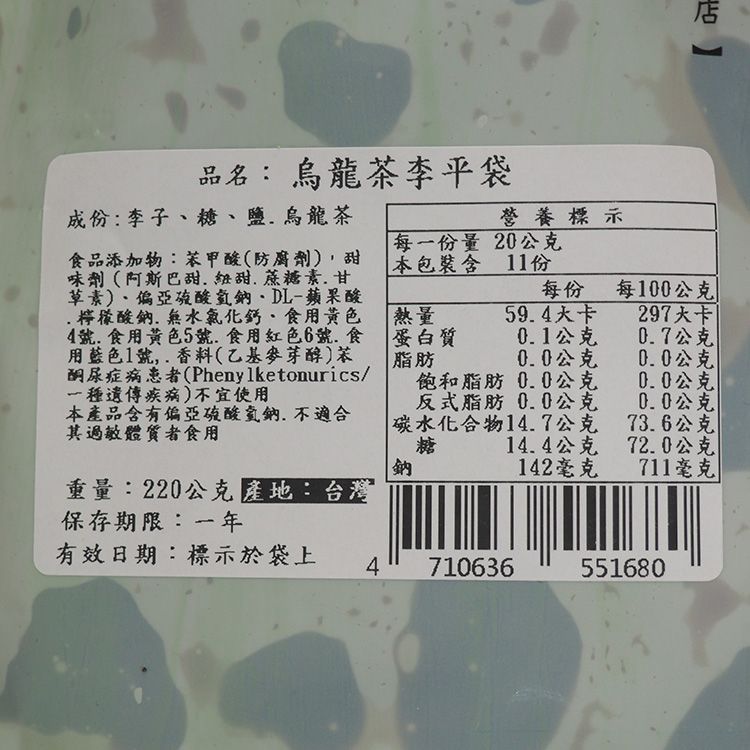 店】
品名：烏龍茶李平袋
成份:李子、糖、鹽.烏龍茶
食品添加物：苯甲酸(防腐劑)，甜
味劑(阿斯巴甜.紐甜.蔗糖素.甘
草素)、偏亞硫酸氫鈉、DL-蘋果酸
.檸檬酸鈉.無水氯化鈣、食用黃色
4號.食用黃色5號.食用紅色6號.食
用藍色1號,.香料(乙基麥芽醇)苯
酮尿症病患者(Phenylketonurics/
一種遺傳疾病)不宜使用
本產品含有偏亞硫酸氫鈉.不適合
其過敏體質者食用
重量：220公克 產地：台灣
保存期限：一年
有效日期：標示於袋上
營養標示
每一份量 20公克
本包裝含 11份
每份 每100公克
熱量 59.4大卡 297大卡
蛋白質 0.1公克 0.7公克
脂肪 0.0公克 0.0公克
飽和脂肪 0.0公克 0.0公克
反式脂肪 0.0公克 0.0公克
碳水化合物14.7公克 73.6公克
糖 14.4公克 72.0公克
鈉 142毫克 711毫克
4 710636 551680